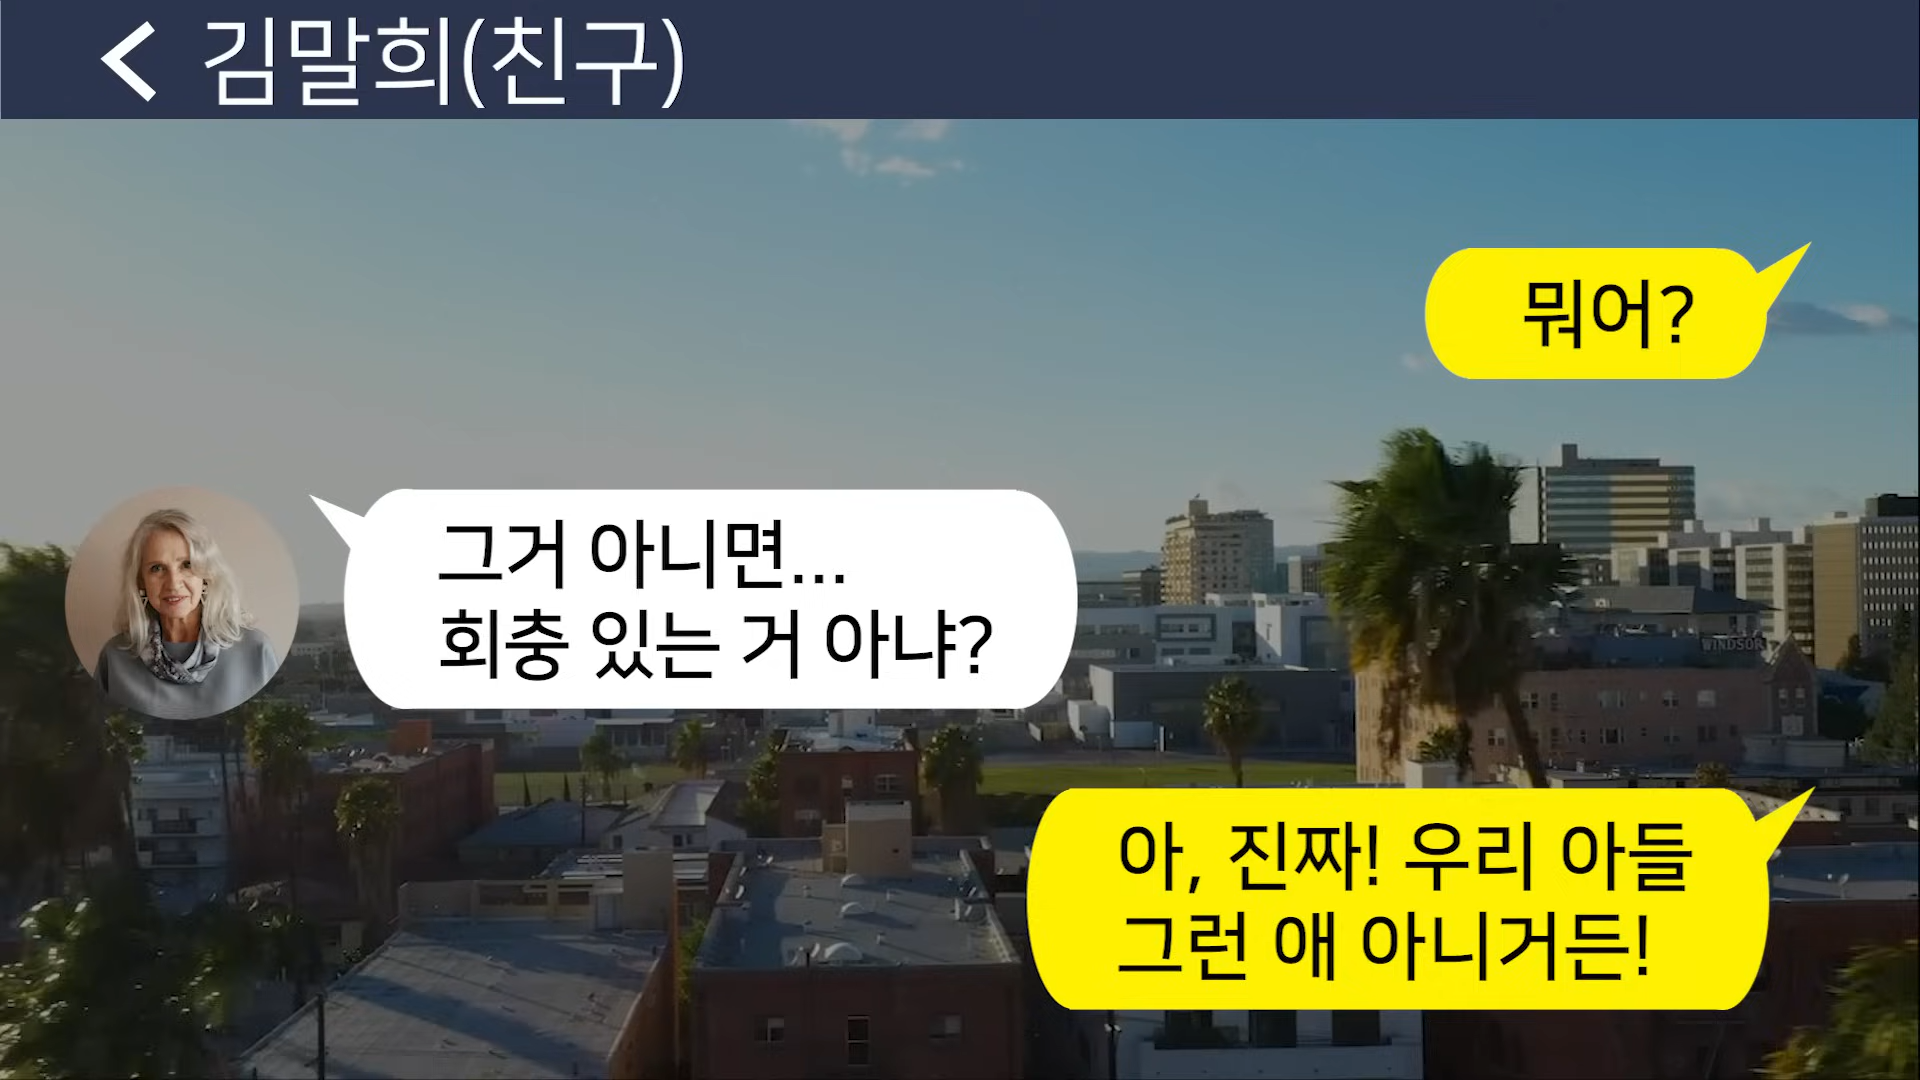 김말희(친구)
뭐어?
그거 아니면...
회충 있는 거 아냐?
WINDSOR
아, 진짜! 우리 아들
그런 애 아니거든!